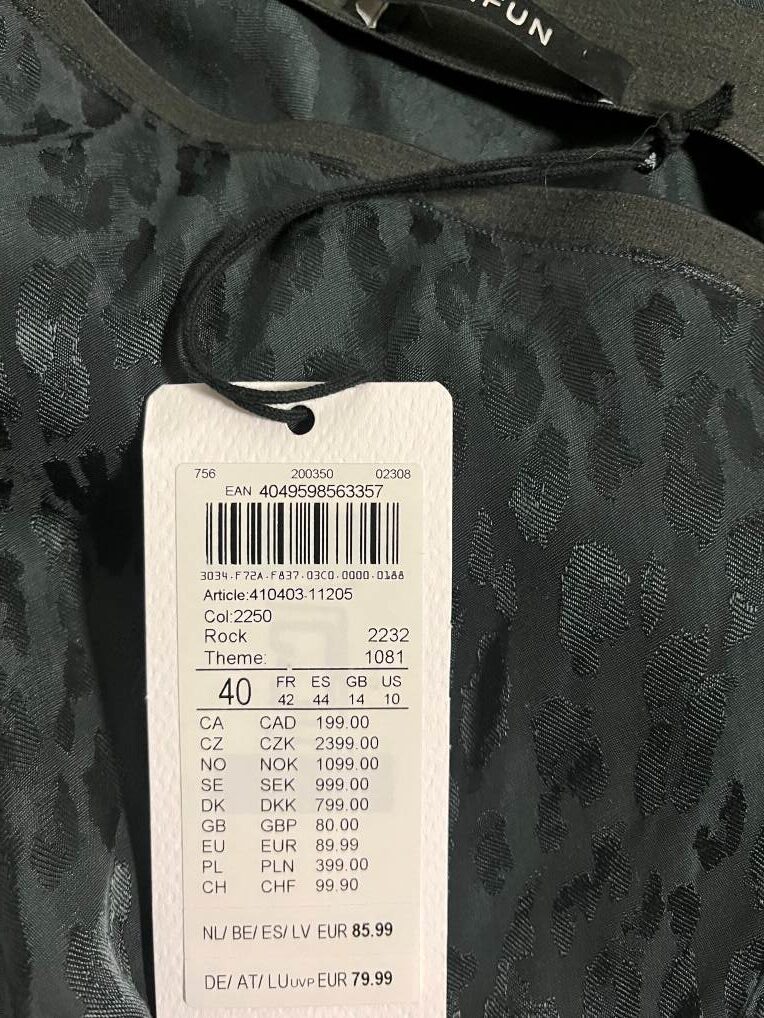 FUN
756 200350 02308
EAN 4049598563357
3034.F72A.F837.03C0.0000.0188
Article:410403-11205
Col:2250
Rock 2232
Theme: 1081
40 FR ES GB US
42 44 14 10
CA CAD 199.00
CZ CZK 2399.00
NO NOK 1099.00
SE SEK 999.00
DK DKK 799.00
GB GBP 80.00
EU EUR 89.99
PL PLN 399.00
CH CHF 99.90
NL/ BE/ ES/ LV EUR 85.99
DE/ AT/ LU UVP EUR 79.99